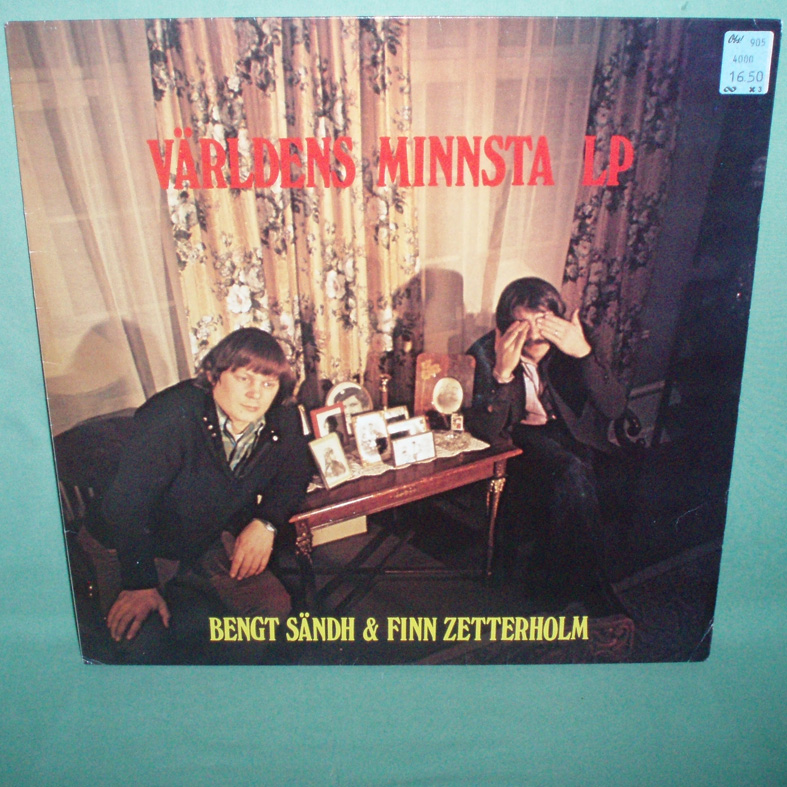 905
4000
16.50
VÄRLDENS MINNSTA LP
BENGT SÄNDH & FINN ZETTERHOLM